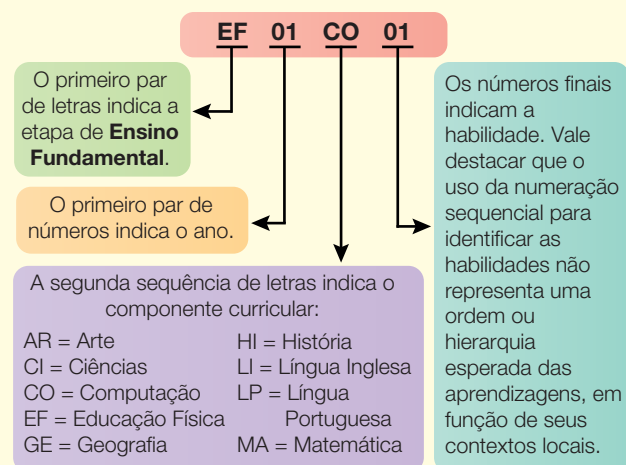 EF 01 CO 01
O primeiro par
de letras indica a
etapa de Ensino
Fundamental.
O primeiro par de
números indica o ano.
A segunda sequência de letras indica o
componente curricular:
AR = Arte
CI = Ciências
CO = Computação
EF = Educação Física
GE = Geografia
HI = História
LI = Língua Inglesa
LP = Língua
Portuguesa
MA = Matemática
Os números finais
indicam a
habilidade. Vale
destacar que o
uso da numeração
sequencial para
identificar as
habilidades não
representa uma
ordem ou
hierarquia
esperada das
aprendizagens, em
função de seus
contextos locais.